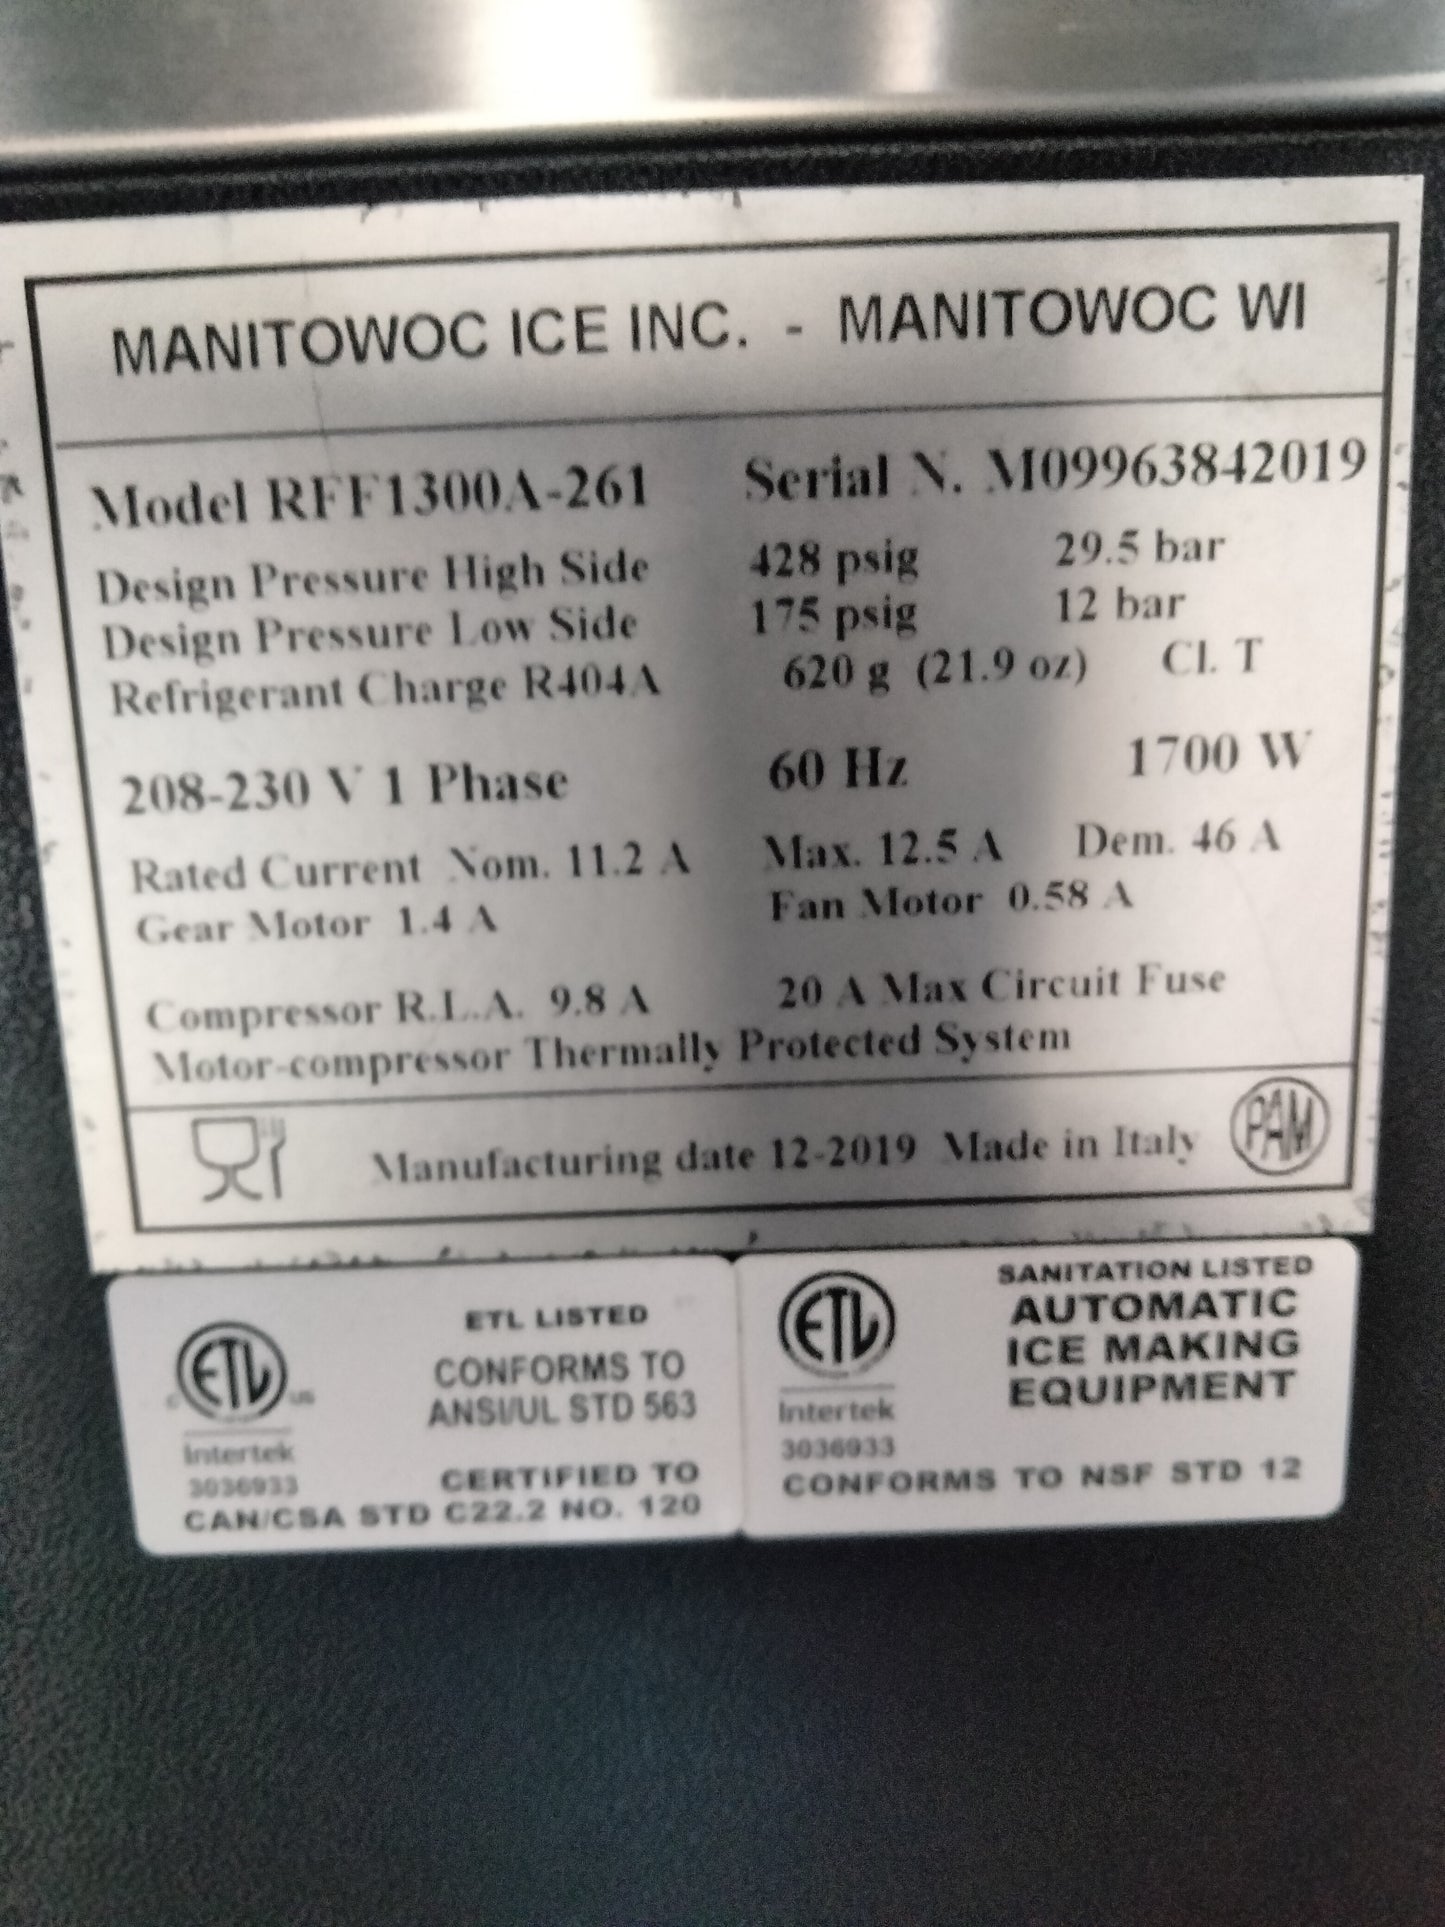 MANITOWOC ICE INC. - MANITOWOC WI
Model RFF1300A-261 Serial N. M09963842019
Design Pressure High Side 428 psig 29.5 bar
Design Pressure Low Side 175 psig 12 bar
Refrigerant Charge R404A 620 g (21.9 oz) Cl. T
208-230 V 1 Phase 60 Hz 1700 W
Rated Current Nom. 11.2 A Max. 12.5 A Dem. 46 A
Gear Motor 1.4 A Fan Motor 0.58 A
Compressor R.L.A. 9.8 A 20 A Max Circuit Fuse
Motor-compressor Thermally Protected System
Manufacturing date 12-2019 Made in Italy PAM
ETL LISTED
CONFORMS TO
ANSI/UL STD 563
c ETL us
Intertek
3036933
CERTIFIED TO
CAN/CSA STD C22.2 NO. 120
ETL
Intertek
3036933
SANITATION LISTED
AUTOMATIC
ICE MAKING
EQUIPMENT
CONFORMS TO NSF STD 12